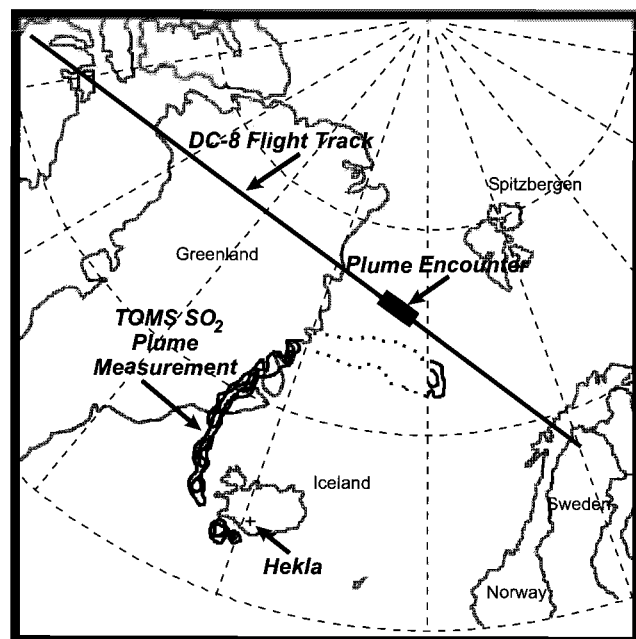 DC-8 Flight Track
Spitzbergen
Greenland
Plume Encounter
TOMS SO₂
Plume
Measurement
Iceland
Sweden
Hekla
Norway